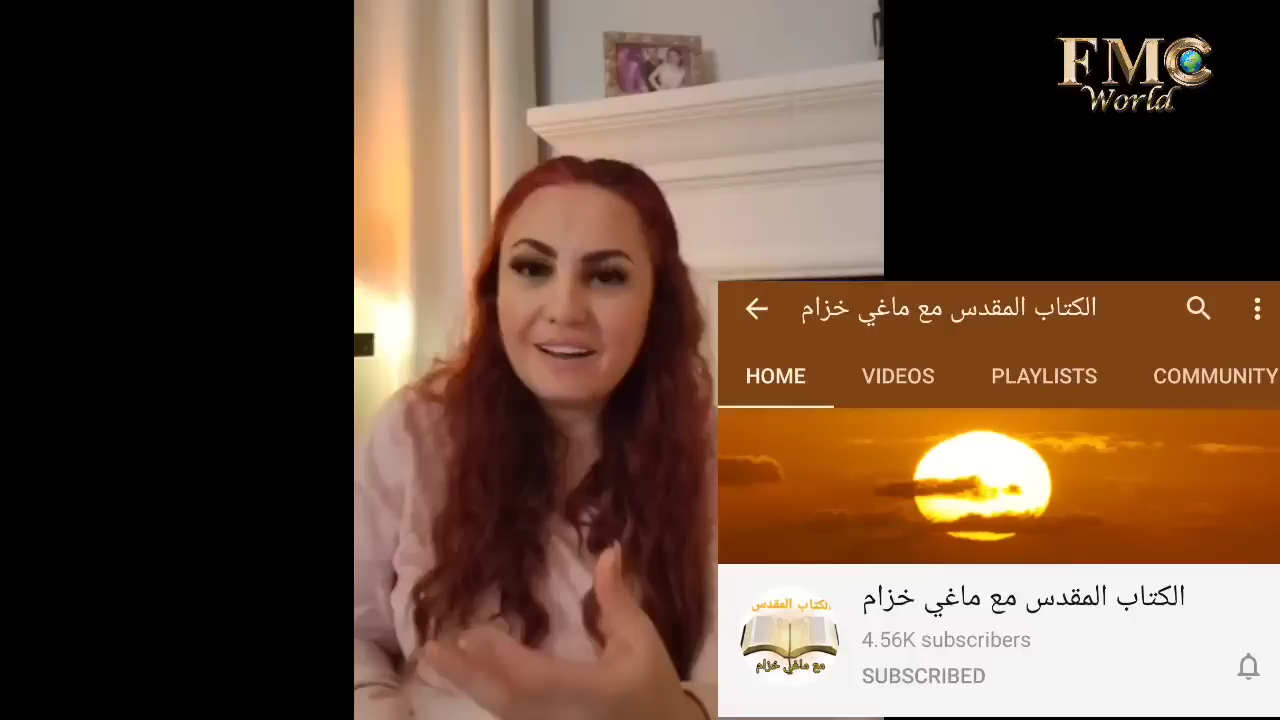 FMC
World
الكتاب المقدس مع ماغي خزام
HOME VIDEOS PLAYLISTS COMMUNITY
الكتاب المقدس
مع ماغي خزام
الكتاب المقدس مع ماغي خزام
4.56K subscribers
SUBSCRIBED